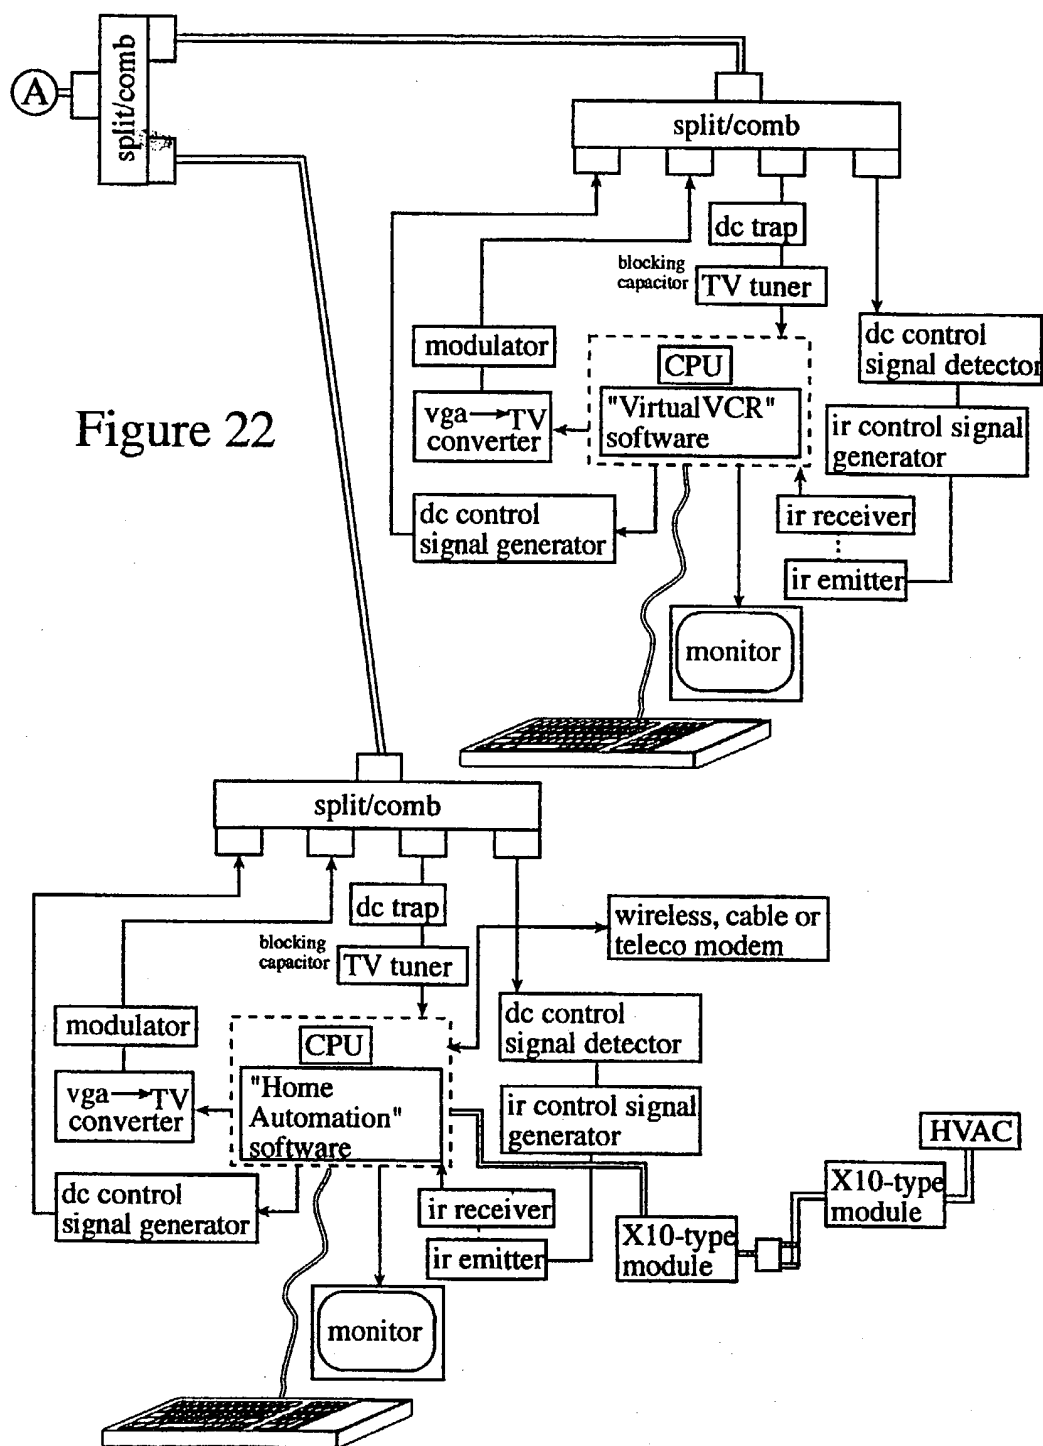 A
split/comb
split/comb
dc trap
blocking
capacitor
TV tuner
modulator
CPU
dc control
signal detector
Figure 22
vga→TV
converter
"VirtualVCR"
software
ir control signal
generator
dc control
signal generator
ir receiver
ir emitter
monitor
split/comb
dc trap
wireless, cable or
teleco modem
blocking
capacitor
TV tuner
modulator
CPU
dc control
signal detector
vga→TV
converter
"Home
Automation"
software
ir control signal
generator
HVAC
dc control
signal generator
ir receiver
ir emitter
X10-type
module
X10-type
module
monitor